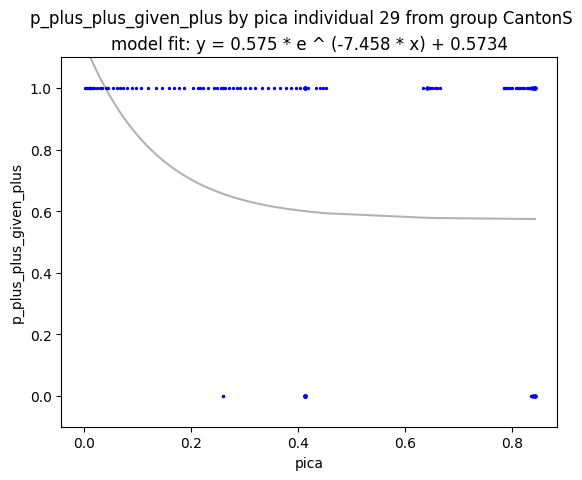 p_plus_plus_given_plus by pica individual 29 from group CantonS
model fit: y = 0.575 * e ^ (-7.458 * x) + 0.5734
1.0
0.8
0.6
0.4
0.2
0.0
p_plus_plus_given_plus
0.0 0.2 0.4 0.6 0.8
pica